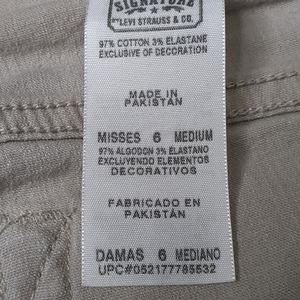 SIGNATURE
BY LEVI STRAUSS & CO.
97% COTTON 3% ELASTANE
EXCLUSIVE OF DECORATION
MADE IN
PAKISTAN
MISSES 6 MEDIUM
97% ALGODON 3% ELASTANO
EXCLUYENDO ELEMENTOS
DECORATIVOS
FABRICADO EN
PAKISTÁN
DAMAS 6 MEDIANO
UPC#052177785532